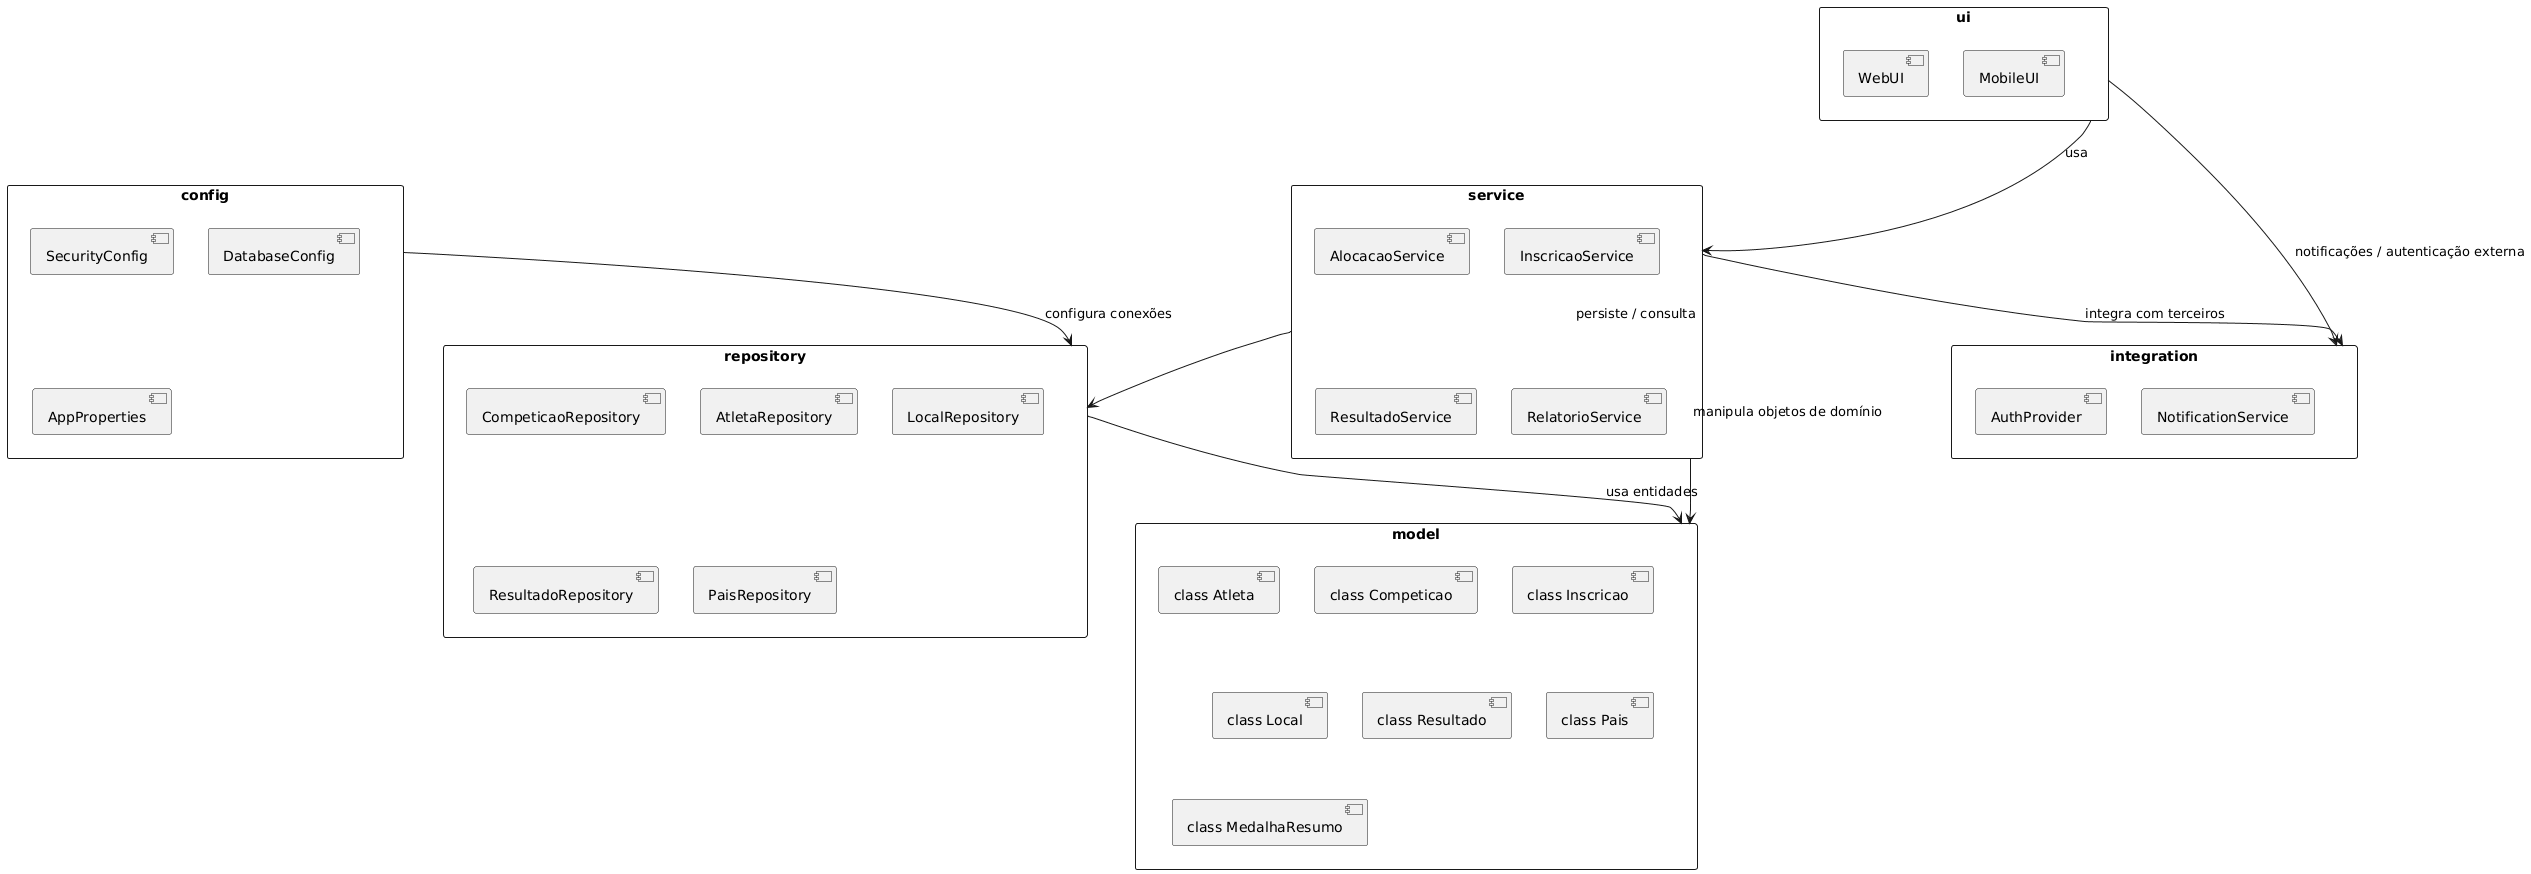 ui
WebUI
MobileUI
usa
config
SecurityConfig
DatabaseConfig
AppProperties
service
AlocacaoService
InscricaoService
ResultadoService
RelatorioService
notificações / autenticação externa
configura conexões
persiste / consulta
integra com terceiros
repository
CompeticaoRepository
AtletaRepository
LocalRepository
ResultadoRepository
PaisRepository
manipula objetos de domínio
integration
AuthProvider
NotificationService
usa entidades
model
class Atleta
class Competicao
class Inscricao
class Local
class Resultado
class Pais
class MedalhaResumo